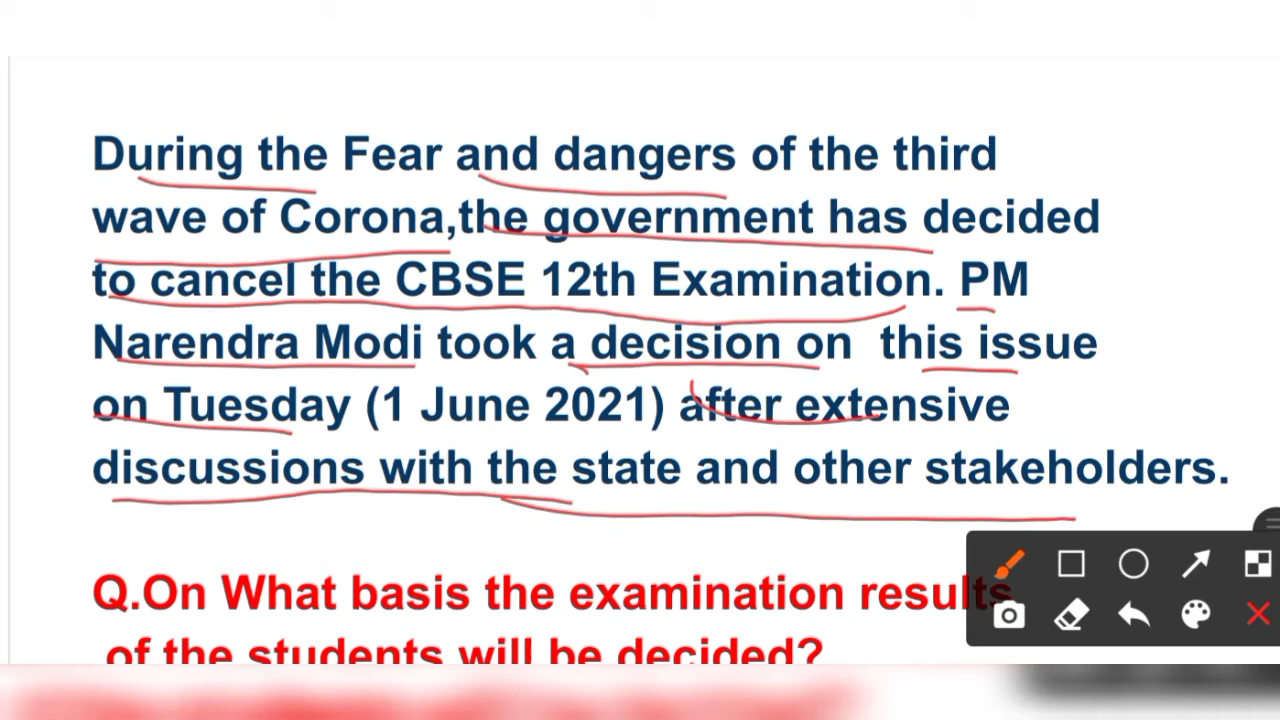 During the Fear and dangers of the third
wave of Corona,the government has decided
to cancel the CBSE 12th Examination. PM
Narendra Modi took a decision on  this issue
on Tuesday (1 June 2021) after extensive
discussions with the state and other stakeholders.
Q.On What basis the examination results
of the students will be decided?